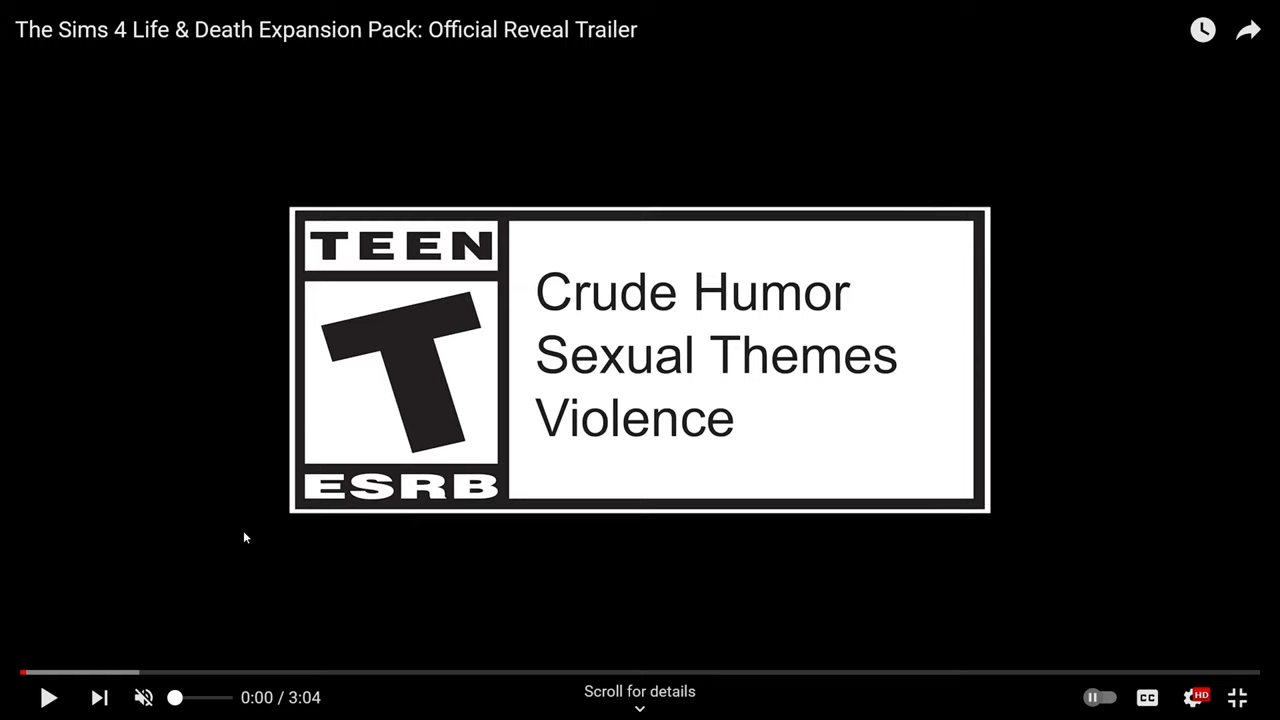 The Sims 4 Life & Death Expansion Pack: Official Reveal Trailer
TEEN
T
ESRB
Crude Humor
Sexual Themes
Violence
0:00 / 3:04
Scroll for details
CC
HD